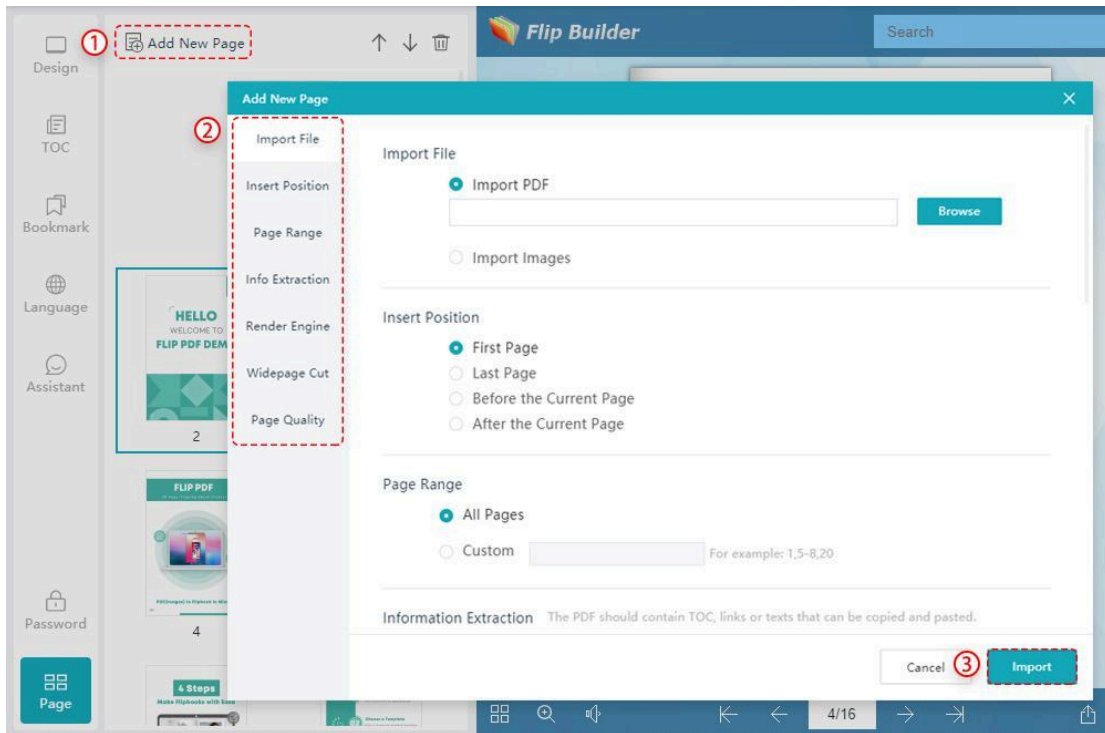 ① Add New Page
Flip Builder
Search
Design
TOC
Bookmark
Language
Assistant
Password
Page
HELLO
WELCOME TO
FLIP PDF DEM
2
FLIP PDF
4
4 Steps
Make Flipbooks with Ease
Add New Page
②
Import File
Insert Position
Page Range
Info Extraction
Render Engine
Widepage Cut
Page Quality
Import File
Import PDF
Browse
Import Images
Insert Position
First Page
Last Page
Before the Current Page
After the Current Page
Page Range
All Pages
Custom For example: 1,5-8,20
Information Extraction The PDF should contain TOC, links or texts that can be copied and pasted.
Cancel ③ Import
4/16